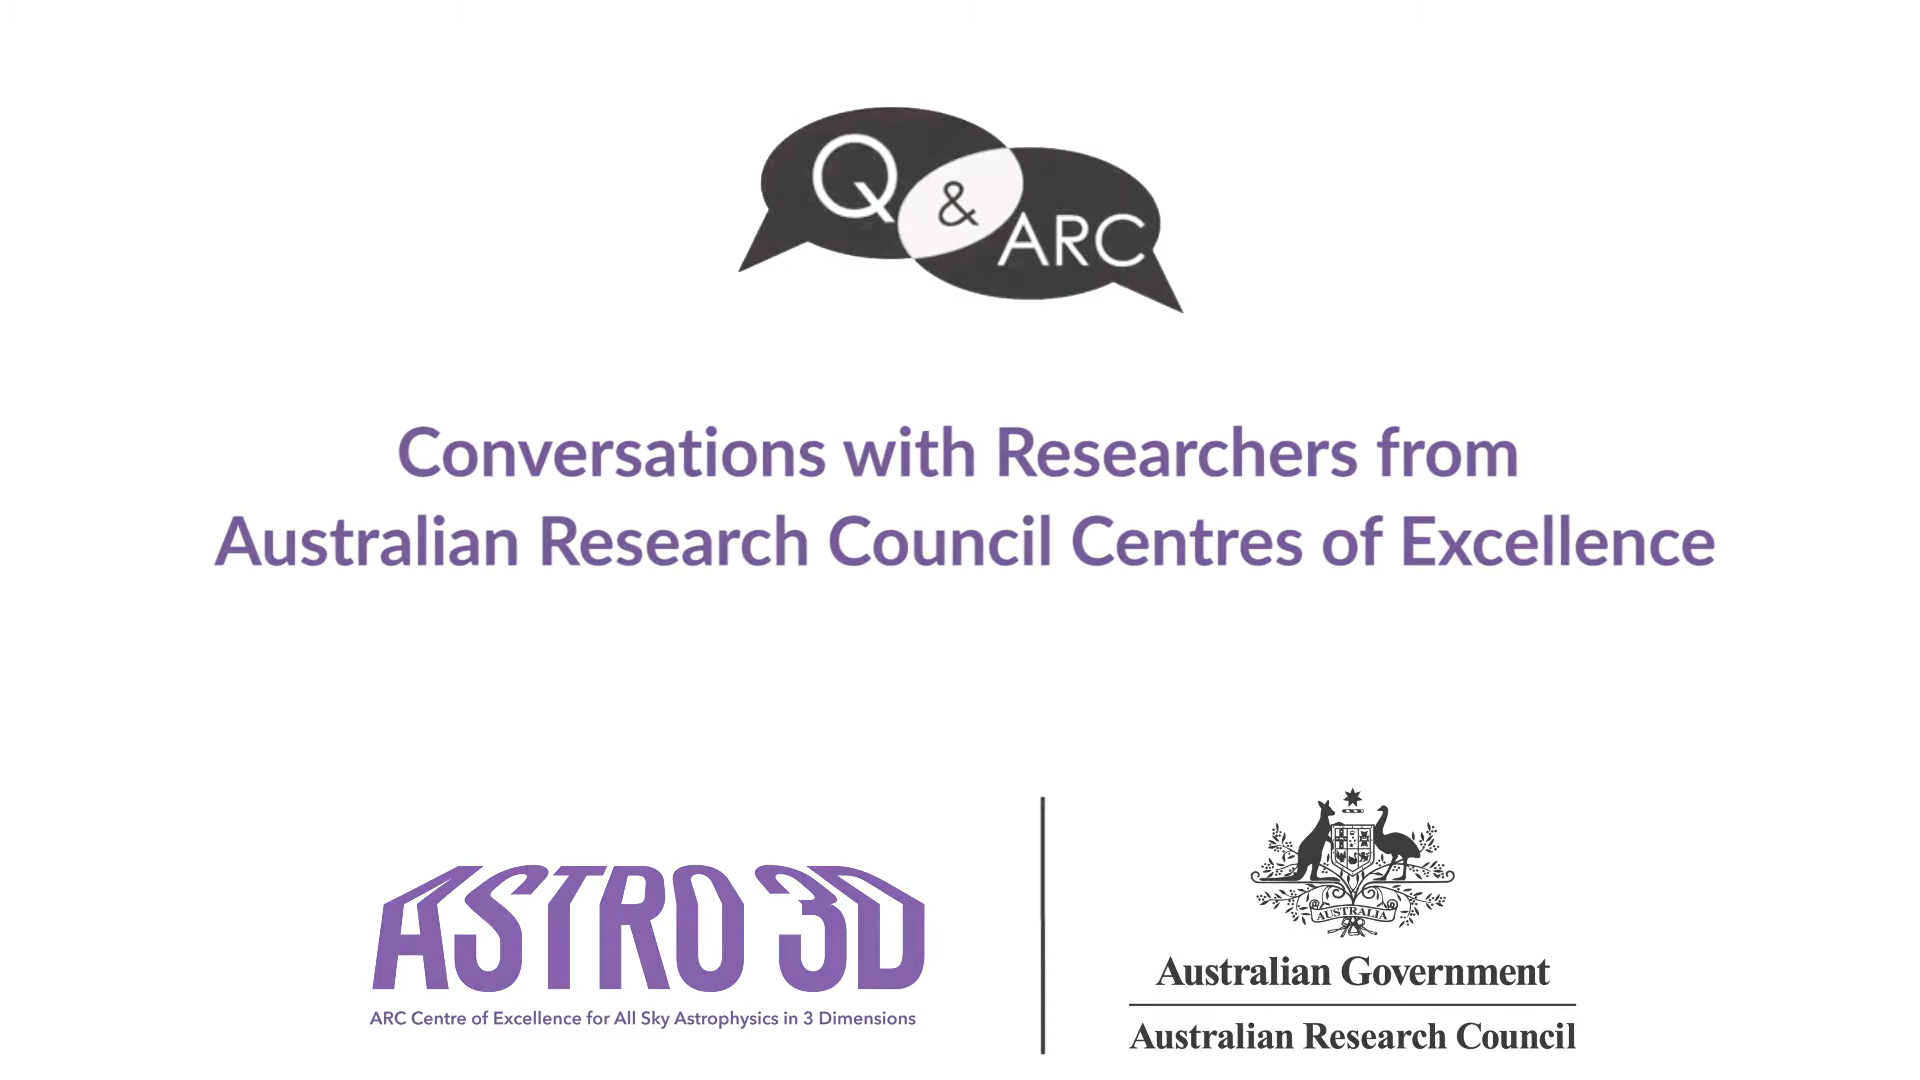 Q & ARC
Conversations with Researchers from
Australian Research Council Centres of Excellence
ASTRO 3D
ARC Centre of Excellence for All Sky Astrophysics in 3 Dimensions
AUSTRALIA
Australian Government
Australian Research Council